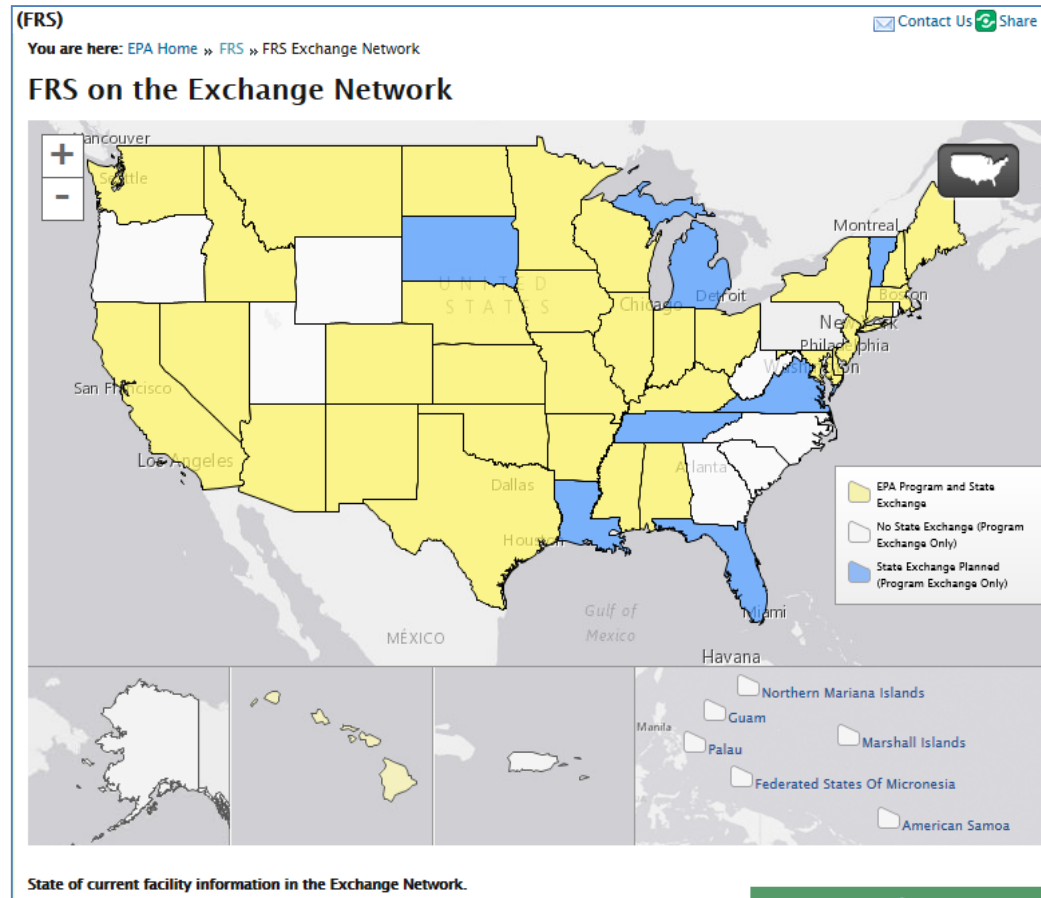 (FRS)
Contact Us Share
You are here: EPA Home » FRS » FRS Exchange Network
FRS on the Exchange Network
+
-
Vancouver
Seattle
Montreal
UNITED
STATES
Chicago
Detroit
Boston
New York
Philadelphia
Washington
San Francisco
Los Angeles
Atlanta
Dallas
Houston
EPA Program and State
Exchange
No State Exchange (Program
Exchange Only)
State Exchange Planned
(Program Exchange Only)
Gulf of
Mexico
Miami
MÉXICO
Havana
Northern Mariana Islands
Guam
Manila
Palau
Marshall Islands
Federated States Of Micronesia
American Samoa
State of current facility information in the Exchange Network.